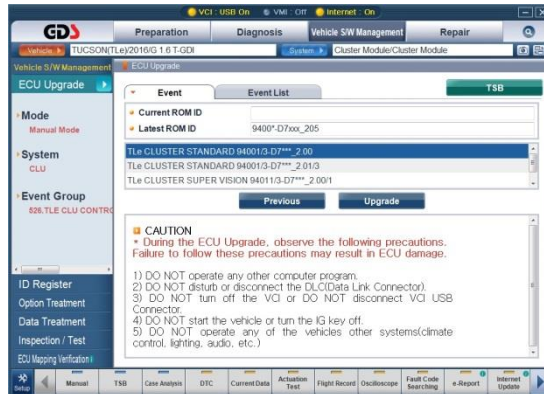 GDS
VCI : USB On
VMI : Off
Internet : On
Preparation
Diagnosis
Vehicle S/W Management
Repair
Vehicle
TUCSON(TLe)/2016/G 1.6 T-GDI
System
Cluster Module/Cluster Module
Vehicle S/W Management
ECU Upgrade
ECU Upgrade
Mode
Manual Mode
System
CLU
Event Group
526.TLE CLU CONTRO
ID Register
Option Treatment
Data Treatment
Inspection / Test
ECU Mapping Verification
Event
Event List
TSB
Current ROM ID
Latest ROM ID
9400*-D7xxx_205
TLe CLUSTER STANDARD 94001/3-D7***_2.00
TLe CLUSTER STANDARD 94001/3-D7***_2.01/3
TLe CLUSTER SUPER VISION 94011/3-D7***_2.00/1
Previous
Upgrade
CAUTION
* During the ECU Upgrade, observe the following precautions.
Failure to follow these precautions may result in ECU damage.
1) DO NOT operate any other computer program.
2) DO NOT disturb or disconnect the DLC(Data Link Connector).
3) DO NOT turn off the VCI or DO NOT disconnect VCI USB
Connector.
4) DO NOT start the vehicle or turn the IG key off.
5) DO NOT operate any of the vehicles other systems(climate
control, lighting, audio, etc.)
Setup
Manual
TSB
Case Analysis
DTC
Current Data
Actuation
Test
Flight Record
Oscilloscope
Fault Code
Searching
e-Report
Internet
Update